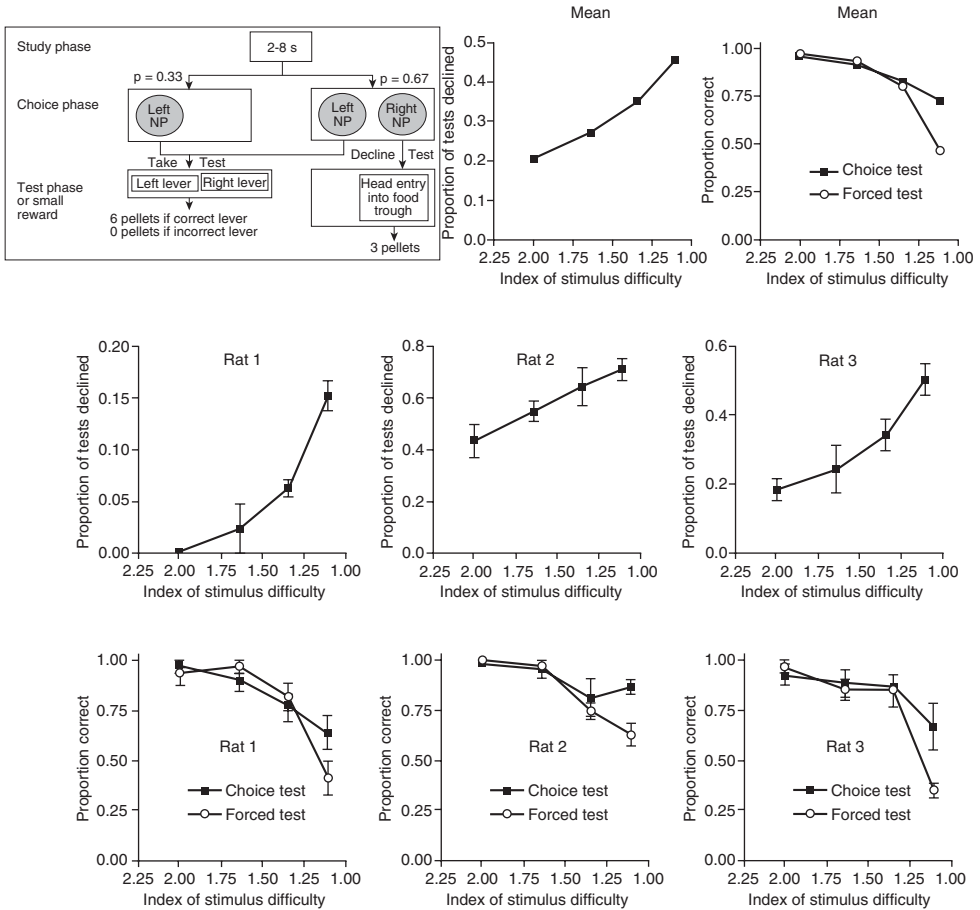 Study phase
2-8 s
p = 0.33
p = 0.67
Choice phase
Left
NP
Left
NP
Right
NP
Take
Test
Decline
Test
Test phase
or small
reward
Left lever
Right lever
Head entry
into food
trough
6 pellets if correct lever
0 pellets if incorrect lever
3 pellets
Mean
Proportion of tests declined
0.5
0.4
0.3
0.2
0.1
0.0
2.25 2.00 1.75 1.50 1.25 1.00
Index of stimulus difficulty
Mean
Proportion correct
1.00
0.75
0.50
0.25
0.00
Choice test
Forced test
2.25 2.00 1.75 1.50 1.25 1.00
Index of stimulus difficulty
Rat 1
Proportion of tests declined
0.20
0.15
0.10
0.05
0.00
2.25 2.00 1.75 1.50 1.25 1.00
Index of stimulus difficulty
Rat 2
Proportion of tests declined
0.8
0.6
0.4
0.2
0.0
2.25 2.00 1.75 1.50 1.25 1.00
Index of stimulus difficulty
Rat 3
Proportion of tests declined
0.6
0.4
0.2
0.0
2.25 2.00 1.75 1.50 1.25 1.00
Index of stimulus difficulty
Proportion correct
1.00
0.75
0.50
0.25
0.00
Rat 1
Choice test
Forced test
2.25 2.00 1.75 1.50 1.25 1.00
Index of stimulus difficulty
Proportion correct
1.00
0.75
0.50
0.25
0.00
Rat 2
Choice test
Forced test
2.25 2.00 1.75 1.50 1.25 1.00
Index of stimulus difficulty
Proportion correct
1.00
0.75
0.50
0.25
0.00
Rat 3
Choice test
Forced test
2.25 2.00 1.75 1.50 1.25 1.00
Index of stimulus difficulty